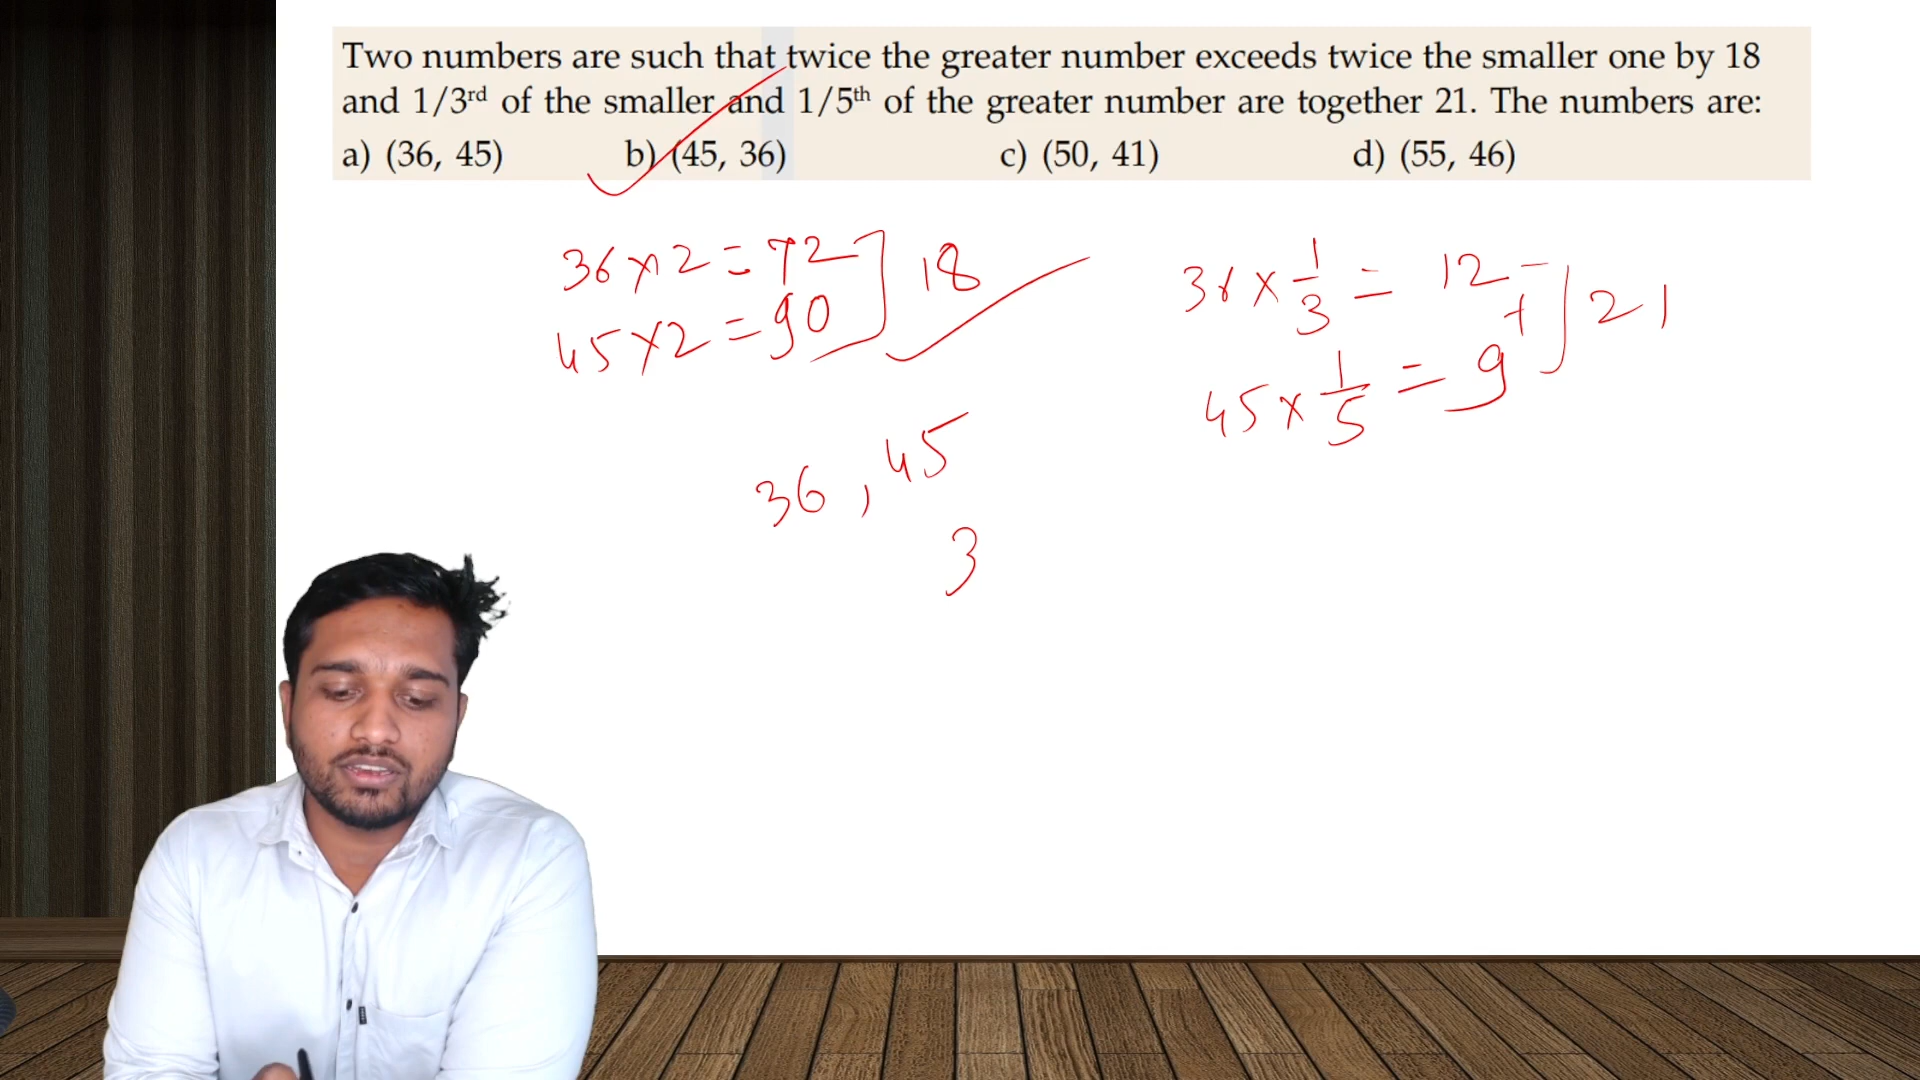 Two numbers are such that twice the greater number exceeds twice the smaller one by 18
and 1/3rd of the smaller and 1/5th of the greater number are together 21. The numbers are:
a) (36, 45) b) (45, 36) c) (50, 41) d) (55, 46)
36 × 2 = 72
45 × 2 = 90
18
36 × 1/3 = 12
+
45 × 1/5 = 9
21
36, 45
3